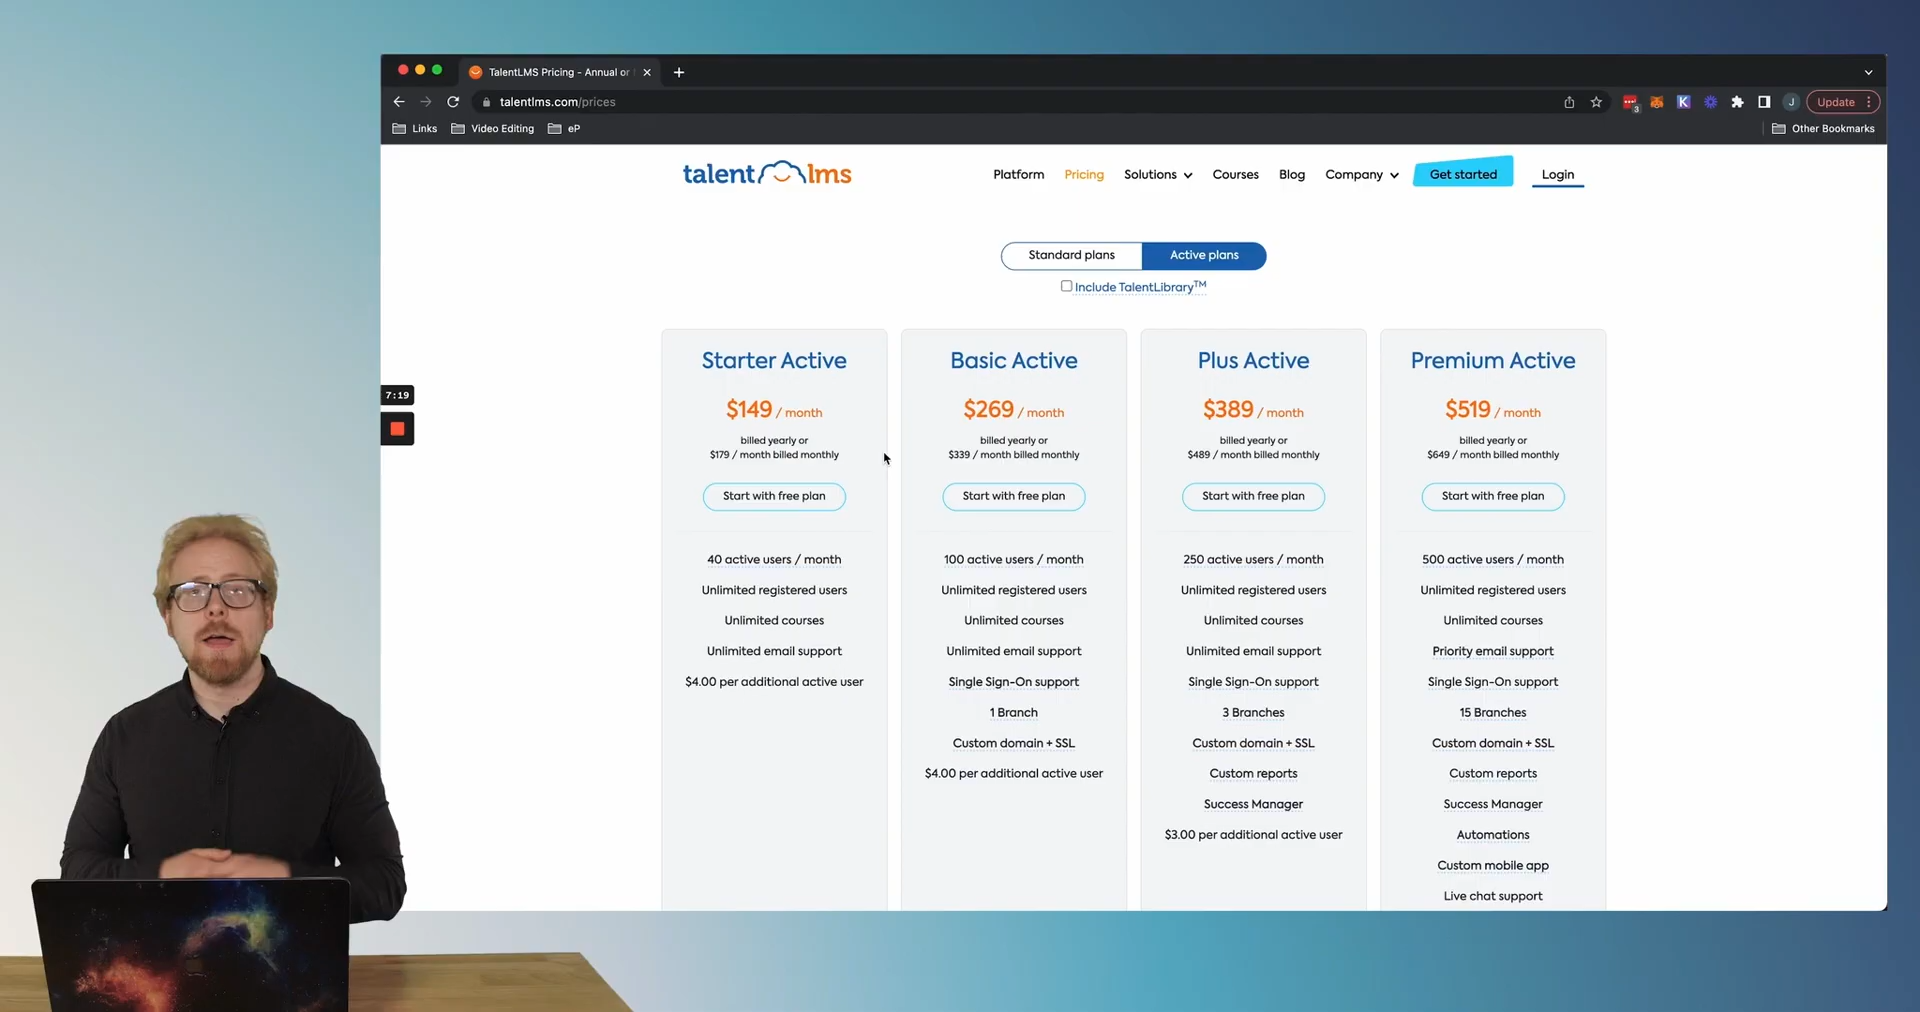 TalentLMS Pricing - Annual or
talentlms.com/prices
3
K
J
Update
Links
Video Editing
eP
Other Bookmarks
talent lms
Platform
Pricing
Solutions
Courses
Blog
Company
Get started
Login
Standard plans
Active plans
Include TalentLibrary™
7:19
Starter Active
$149 / month
billed yearly or
$179 / month billed monthly
Start with free plan
40 active users / month
Unlimited registered users
Unlimited courses
Unlimited email support
$4.00 per additional active user
Basic Active
$269 / month
billed yearly or
$339 / month billed monthly
Start with free plan
100 active users / month
Unlimited registered users
Unlimited courses
Unlimited email support
Single Sign-On support
1 Branch
Custom domain + SSL
$4.00 per additional active user
Plus Active
$389 / month
billed yearly or
$489 / month billed monthly
Start with free plan
250 active users / month
Unlimited registered users
Unlimited courses
Unlimited email support
Single Sign-On support
3 Branches
Custom domain + SSL
Custom reports
Success Manager
$3.00 per additional active user
Premium Active
$519 / month
billed yearly or
$649 / month billed monthly
Start with free plan
500 active users / month
Unlimited registered users
Unlimited courses
Priority email support
Single Sign-On support
15 Branches
Custom domain + SSL
Custom reports
Success Manager
Automations
Custom mobile app
Live chat support